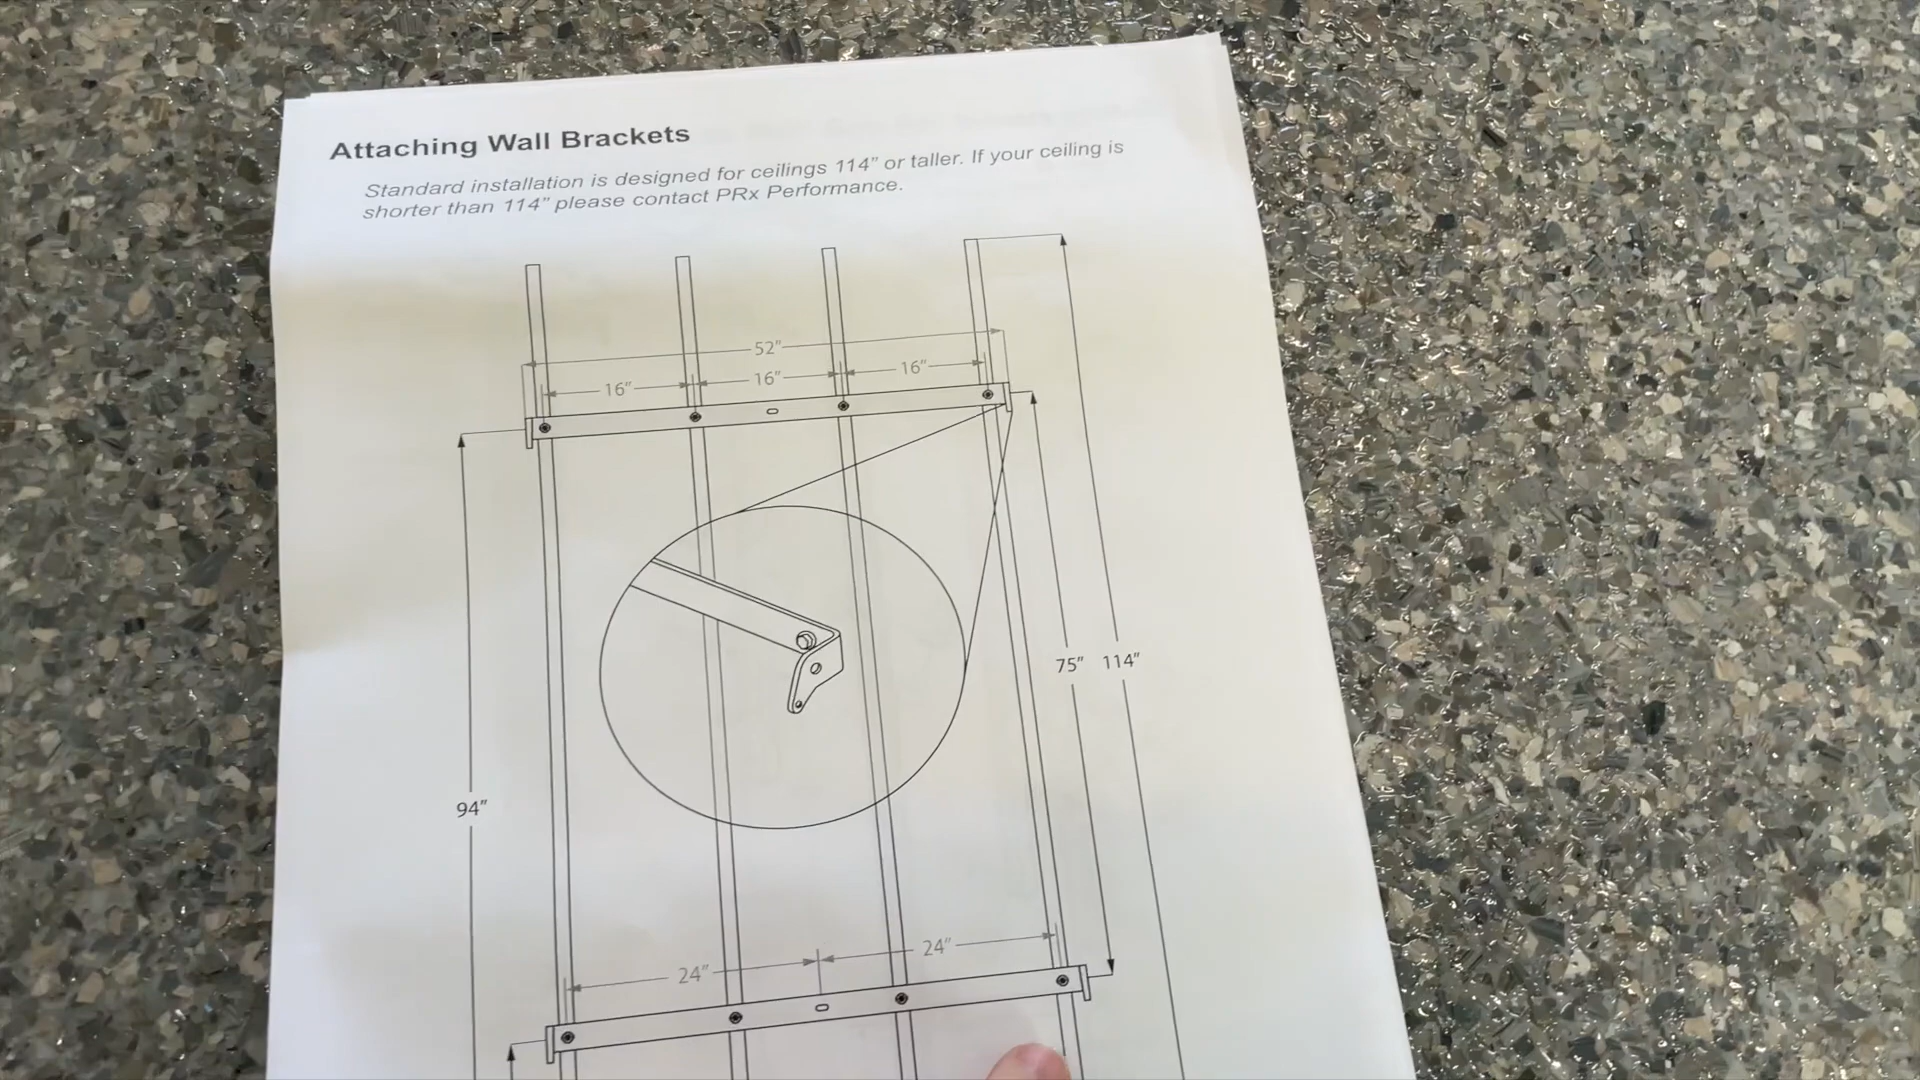 Attaching Wall Brackets
Standard installation is designed for ceilings 114” or taller. If your ceiling is
shorter than 114” please contact PRx Performance.
52”
16” 16” 16”
75” 114”
94”
24” 24”